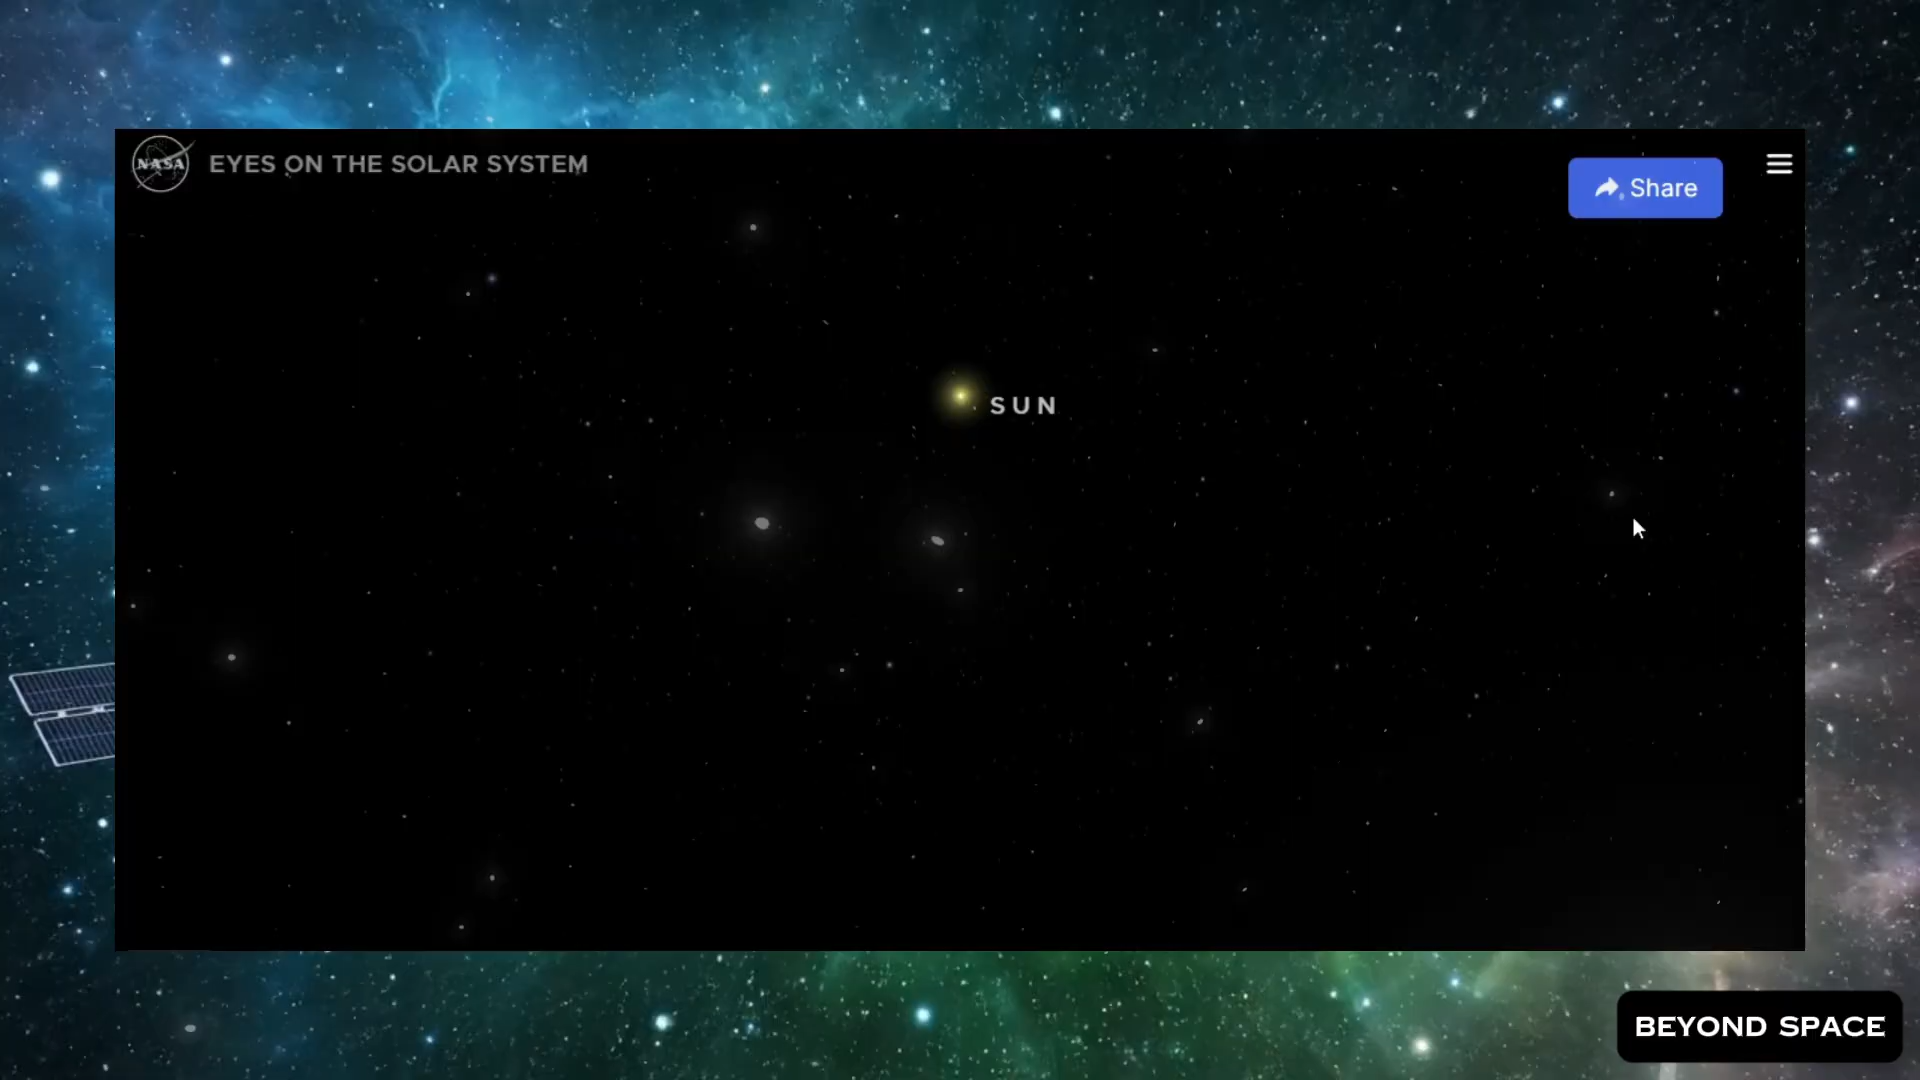 NASA
EYES ON THE SOLAR SYSTEM
Share
SUN
BEYOND SPACE